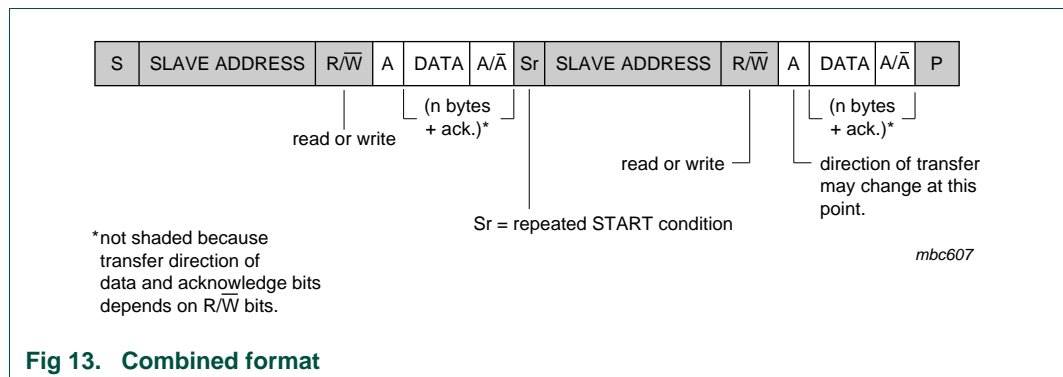 S SLAVE ADDRESS R/W̅ A DATA A/A̅ Sr SLAVE ADDRESS R/W̅ A DATA A/A̅ P
(n bytes
+ ack.)*
read or write
(n bytes
+ ack.)*
read or write
direction of transfer
may change at this
point.
Sr = repeated START condition
*not shaded because
transfer direction of
data and acknowledge bits
depends on R/W̅ bits.
mbc607
Fig 13. Combined format